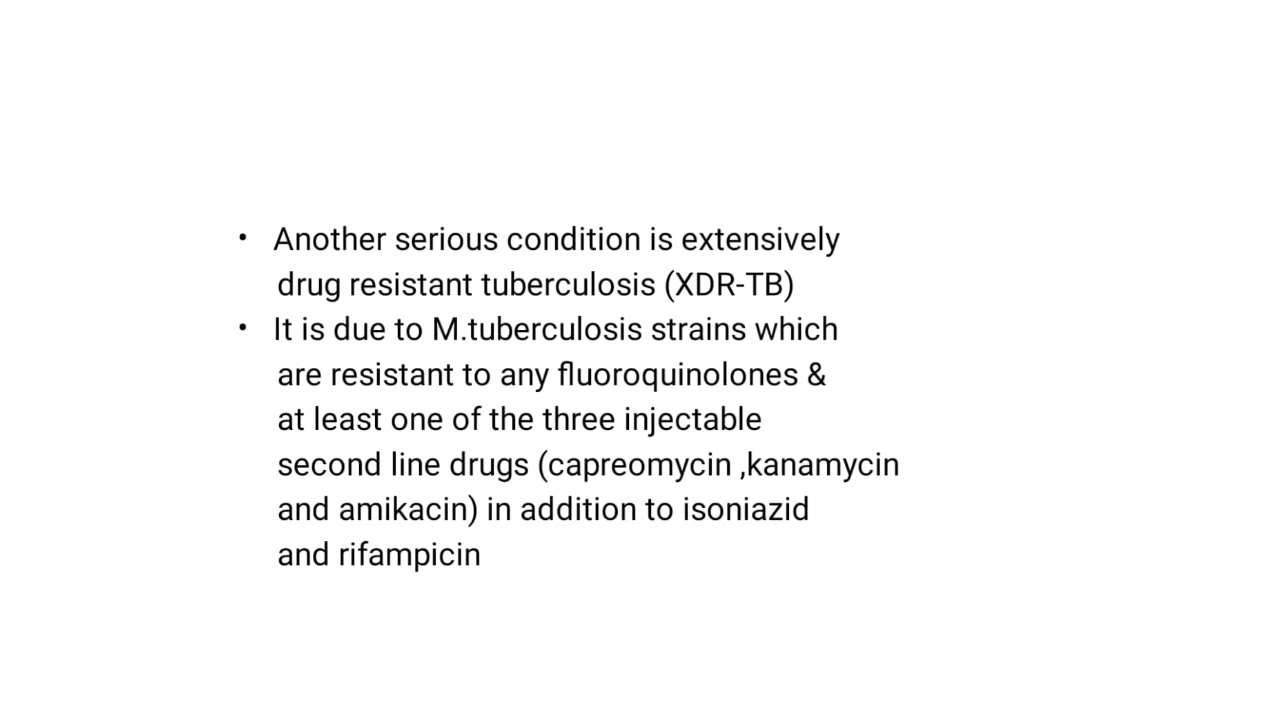 • Another serious condition is extensively
drug resistant tuberculosis (XDR-TB)
• It is due to M.tuberculosis strains which
are resistant to any fluoroquinolones &
at least one of the three injectable
second line drugs (capreomycin ,kanamycin
and amikacin) in addition to isoniazid
and rifampicin